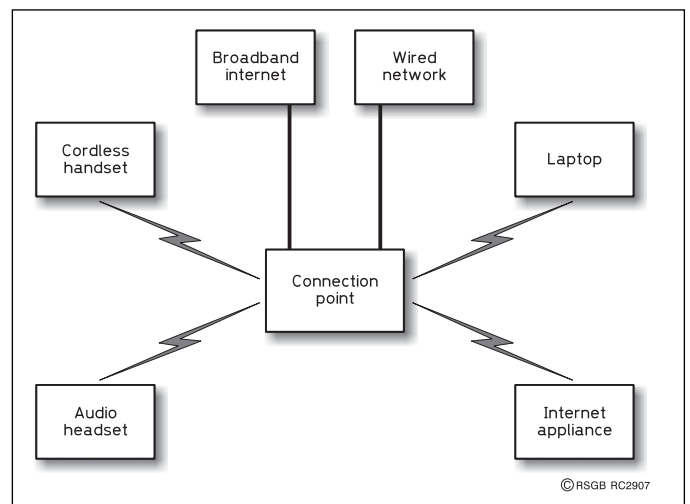 Broadband
internet
Wired
network
Cordless
handset
Laptop
Connection
point
Audio
headset
Internet
appliance
©RSGB RC2907